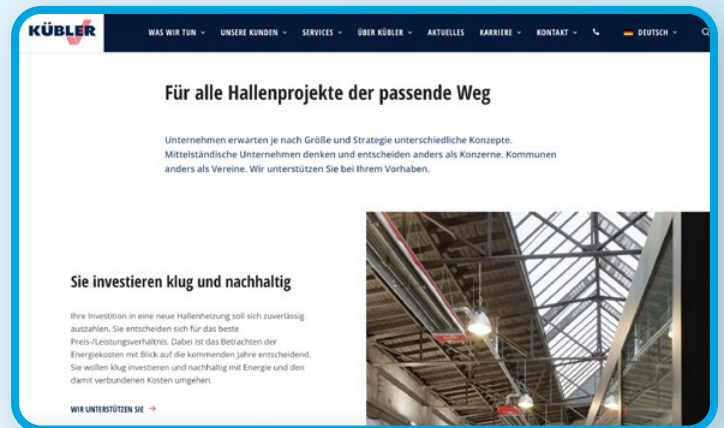 KÜBLER
WAS WIR TUN
UNSERE KUNDEN
SERVICES
ÜBER KÜBLER
AKTUELLES
KARRIERE
KONTAKT
DEUTSCH
Für alle Hallenprojekte der passende Weg
Unternehmen erwarten je nach Größe und Strategie unterschiedliche Konzepte.
Mittelständische Unternehmen denken und entscheiden anders als Konzerne. Kommunen
anders als Vereine. Wir unterstützen Sie bei Ihrem Vorhaben.
Sie investieren klug und nachhaltig
Ihre Investition in eine neue Hallenheizung soll sich zuverlässig
auszahlen. Sie entscheiden sich für das beste
Preis-/Leistungsverhältnis. Dabei ist das Betrachten der
Energiekosten mit Blick auf die kommenden Jahre entscheidend.
Sie wollen klug investieren und nachhaltig mit Energie und den
damit verbundenen Kosten umgehen.
WIR UNTERSTÜTZEN SIE →